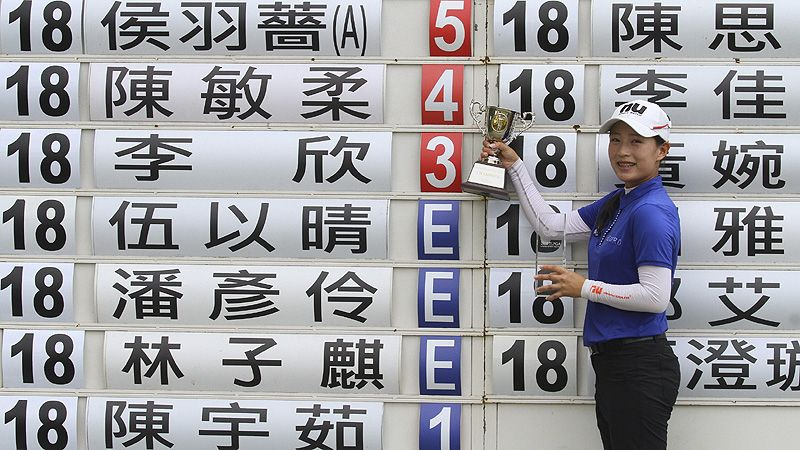 18 侯羽薔(A) 5
18 陳敏柔 4
18 李欣 3
18 伍以晴 E
18 潘彥伶 E
18 林子麒 E
18 陳宇茹 1
18 陳思
18 李佳
18 婉
18 雅
18 艾
18 澄